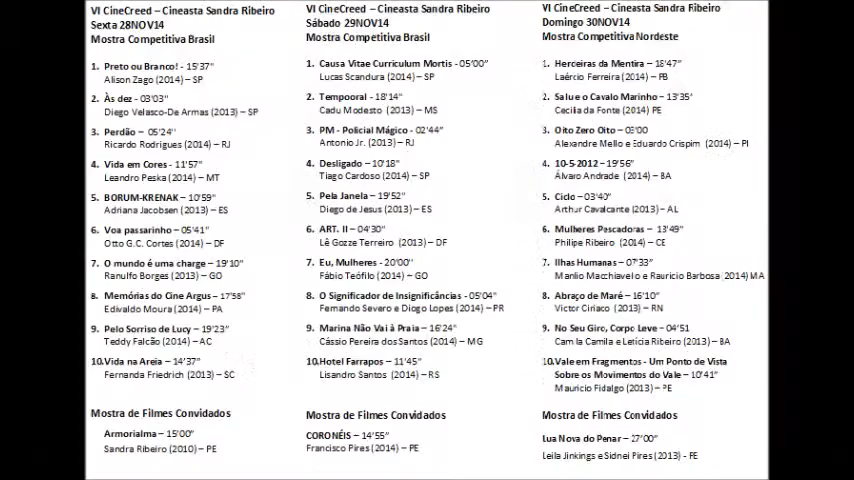 VI CineCreed – Cineasta Sandra Ribeiro
Sexta 28NOV14
Mostra Competitiva Brasil
1. Preto ou Branco! - 15'37"
Alison Zago (2014) – SP
2. Às dez - 03'03"
Diego Velasco-De Armas (2013) – SP
3. Perdão – 05'24"
Ricardo Rodrigues (2014) – RJ
4. Vida em Cores - 11'57"
Leandro Peska (2014) – MT
5. BORUM-KRENAK – 10'59"
Adriana Jacobsen (2013) – ES
6. Voa passarinho – 05'41"
Otto G.C. Cortes (2014) – DF
7. O mundo é uma charge – 19'10"
Ranulfo Borges (2013) – GO
8. Memórias do Cine Argus – 17'58"
Edivaldo Moura (2014) – PA
9. Pelo Sorriso de Lucy – 19'23"
Teddy Falcão (2014) – AC
10.Vida na Areia – 14'37"
Fernanda Friedrich (2013) – SC
Mostra de Filmes Convidados
Armorialma – 15'00"
Sandra Ribeiro (2010) – PE
VI CineCreed – Cineasta Sandra Ribeiro
Sábado 29NOV14
Mostra Competitiva Brasil
1. Causa Vitae Curriculum Mortis - 05'00"
Lucas Scandura (2014) – SP
2. Tempooral - 18'14"
Cadu Modesto (2013) – MS
3. PM - Policial Mágico - 02'44"
Antonio Jr. (2013) – RJ
4. Desligado – 10'18"
Tiago Cardoso (2014) – SP
5. Pela Janela – 19'52"
Diego de Jesus (2013) – ES
6. ART. II – 04'30"
Lê Gozze Terreiro (2013) – DF
7. Eu, Mulheres - 20'00"
Fábio Teófilo (2014) – GO
8. O Significador de Insignificâncias - 05'04"
Fernando Severo e Diogo Lopes (2014) – PR
9. Marina Não Vai à Praia – 16'24"
Cássio Pereira dos Santos (2014) – MG
10.Hotel Farrapos – 11'45"
Lisandro Santos (2014) – RS
Mostra de Filmes Convidados
CORONÉIS – 14'55"
Francisco Pires (2014) – PE
VI CineCreed – Cineasta Sandra Ribeiro
Domingo 30NOV14
Mostra Competitiva Nordeste
1. Herceiras da Mentira – 18'47"
Laércio Ferreira (2014) – PB
2. Salu e o Cavalo Marinho – 13'35"
Cecilia da Fonte (2014) PE
3. Oito Zero Oito – 03'00
Alexandre Mello e Eduardo Crispim (2014) – PI
4. 10-5-2012 – 19'56"
Álvaro Andrade (2014) – BA
5. Ciclo – 03'40"
Arthur Cavalcante (2013) – AL
6. Mulheres Pescadoras – 13'49"
Philipe Ribeiro (2014) – CE
7. Ilhas Humanas – 07'33"
Manlio Macchiavelo e Rauricio Barbosa (2014) MA
8. Abraço de Maré – 16'10"
Victor Ciriaco (2013) – RN
9. No Seu Giro, Corpo Leve – 04'51
Camila Camila e Letícia Ribeiro (2013) – BA
10.Vale em Fragmentos - Um Ponto de Vista
Sobre os Movimentos do Vale – 10'41"
Mauricio Fidalgo (2013) – PE
Mostra de Filmes Convidados
Lua Nova do Penar – 27'00"
Leila Jinkings e Sidnei Pires (2013) - PE